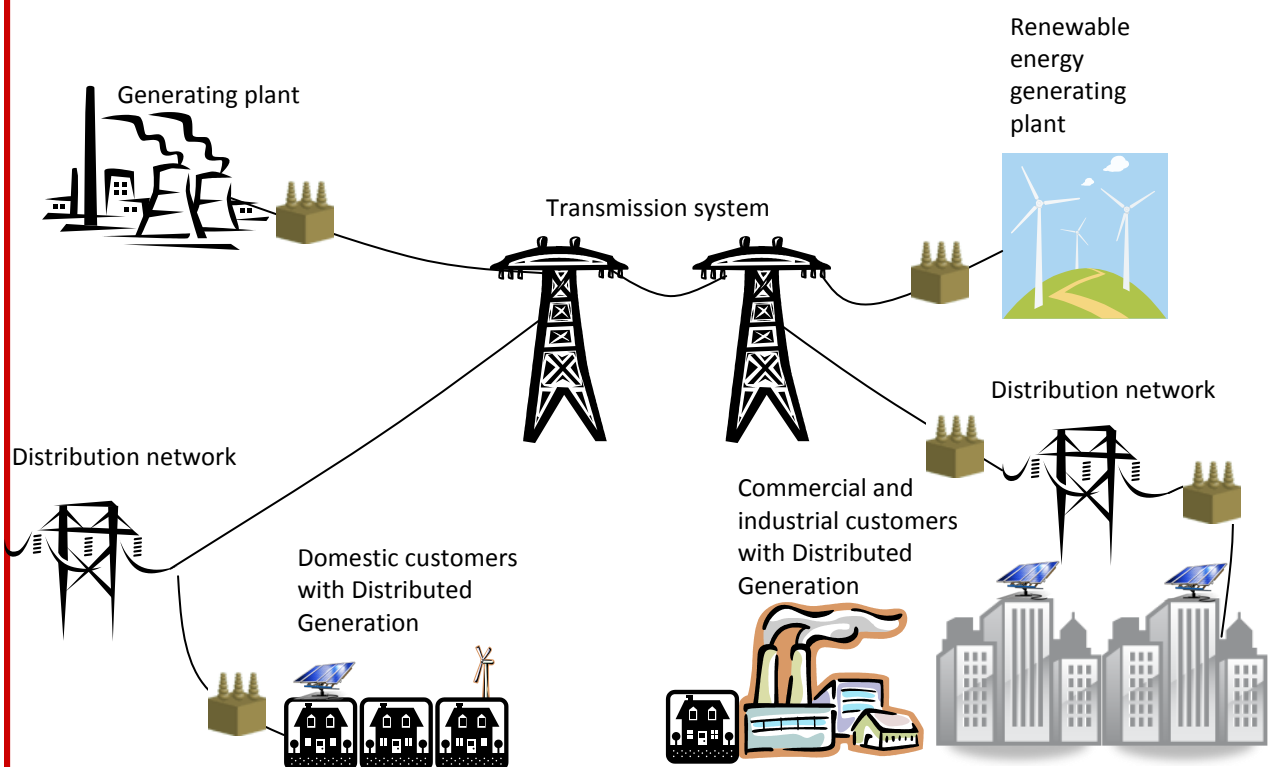 Renewable
energy
generating
plant
Generating plant
Transmission system
Distribution network
Distribution network
Commercial and
industrial customers
with Distributed
Generation
Domestic customers
with Distributed
Generation